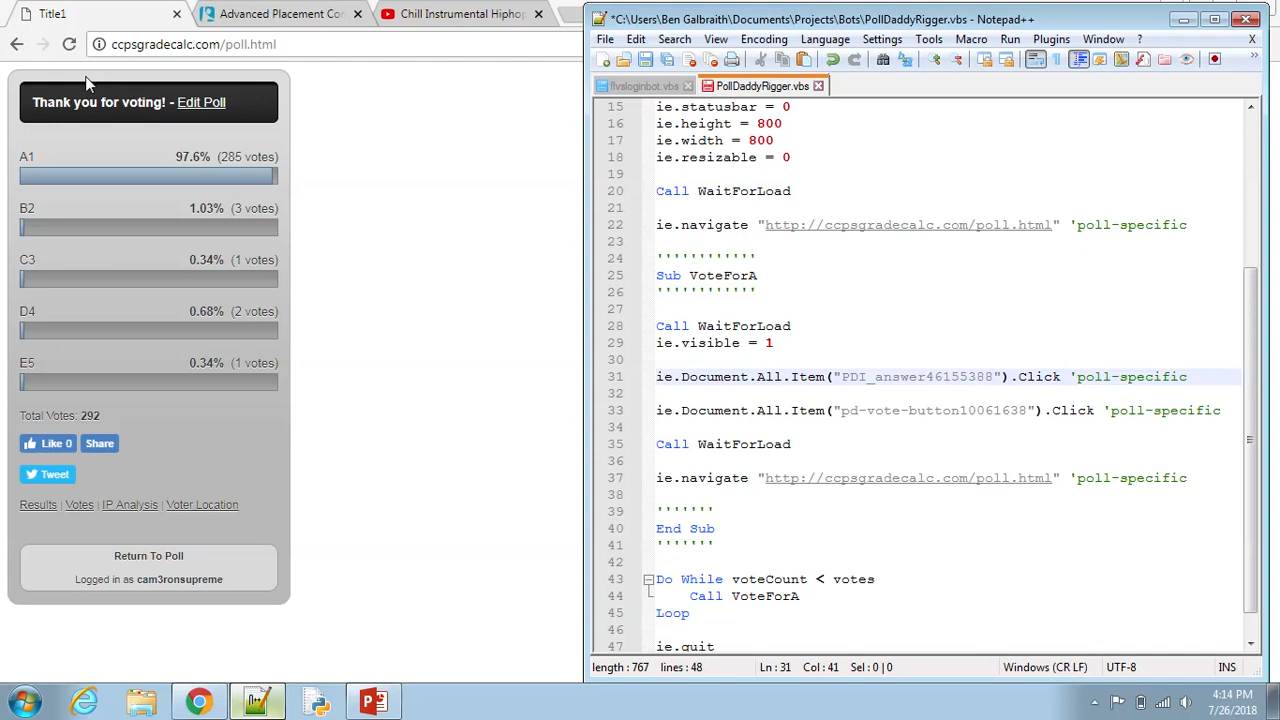 Title1
Advanced Placement Co
Chill Instrumental Hiphop
ccpsgradecalc.com/poll.html
Thank you for voting! - Edit Poll
A1 97.6% (285 votes)
B2 1.03% (3 votes)
C3 0.34% (1 votes)
D4 0.68% (2 votes)
E5 0.34% (1 votes)
Total Votes: 292
Like 0 Share
Tweet
Results | Votes | IP Analysis | Voter Location
Return To Poll
Logged in as cam3ronsupreme
*C:\Users\Ben Galbraith\Documents\Projects\Bots\PollDaddyRigger.vbs - Notepad++
File Edit Search View Encoding Language Settings Tools Macro Run Plugins Window ? X
flvsloginbot.vbs PollDaddyRigger.vbs
15 ie.statusbar = 0
16 ie.height = 800
17 ie.width = 800
18 ie.resizable = 0
19
20 Call WaitForLoad
21
22 ie.navigate "http://ccpsgradecalc.com/poll.html" 'poll-specific
23
24 ''''''''''''
25 Sub VoteForA
26 ''''''''''''
27
28 Call WaitForLoad
29 ie.visible = 1
30
31 ie.Document.All.Item("PDI_answer46155388").Click 'poll-specific
32
33 ie.Document.All.Item("pd-vote-button10061638").Click 'poll-specific
34
35 Call WaitForLoad
36
37 ie.navigate "http://ccpsgradecalc.com/poll.html" 'poll-specific
38
39 '''''''
40 End Sub
41 '''''''
42
43 Do While voteCount < votes
44 Call VoteForA
45 Loop
46
47 ie.quit
length : 767 lines : 48 Ln : 31 Col : 41 Sel : 0 | 0 Windows (CR LF) UTF-8 INS
4:14 PM
7/26/2018